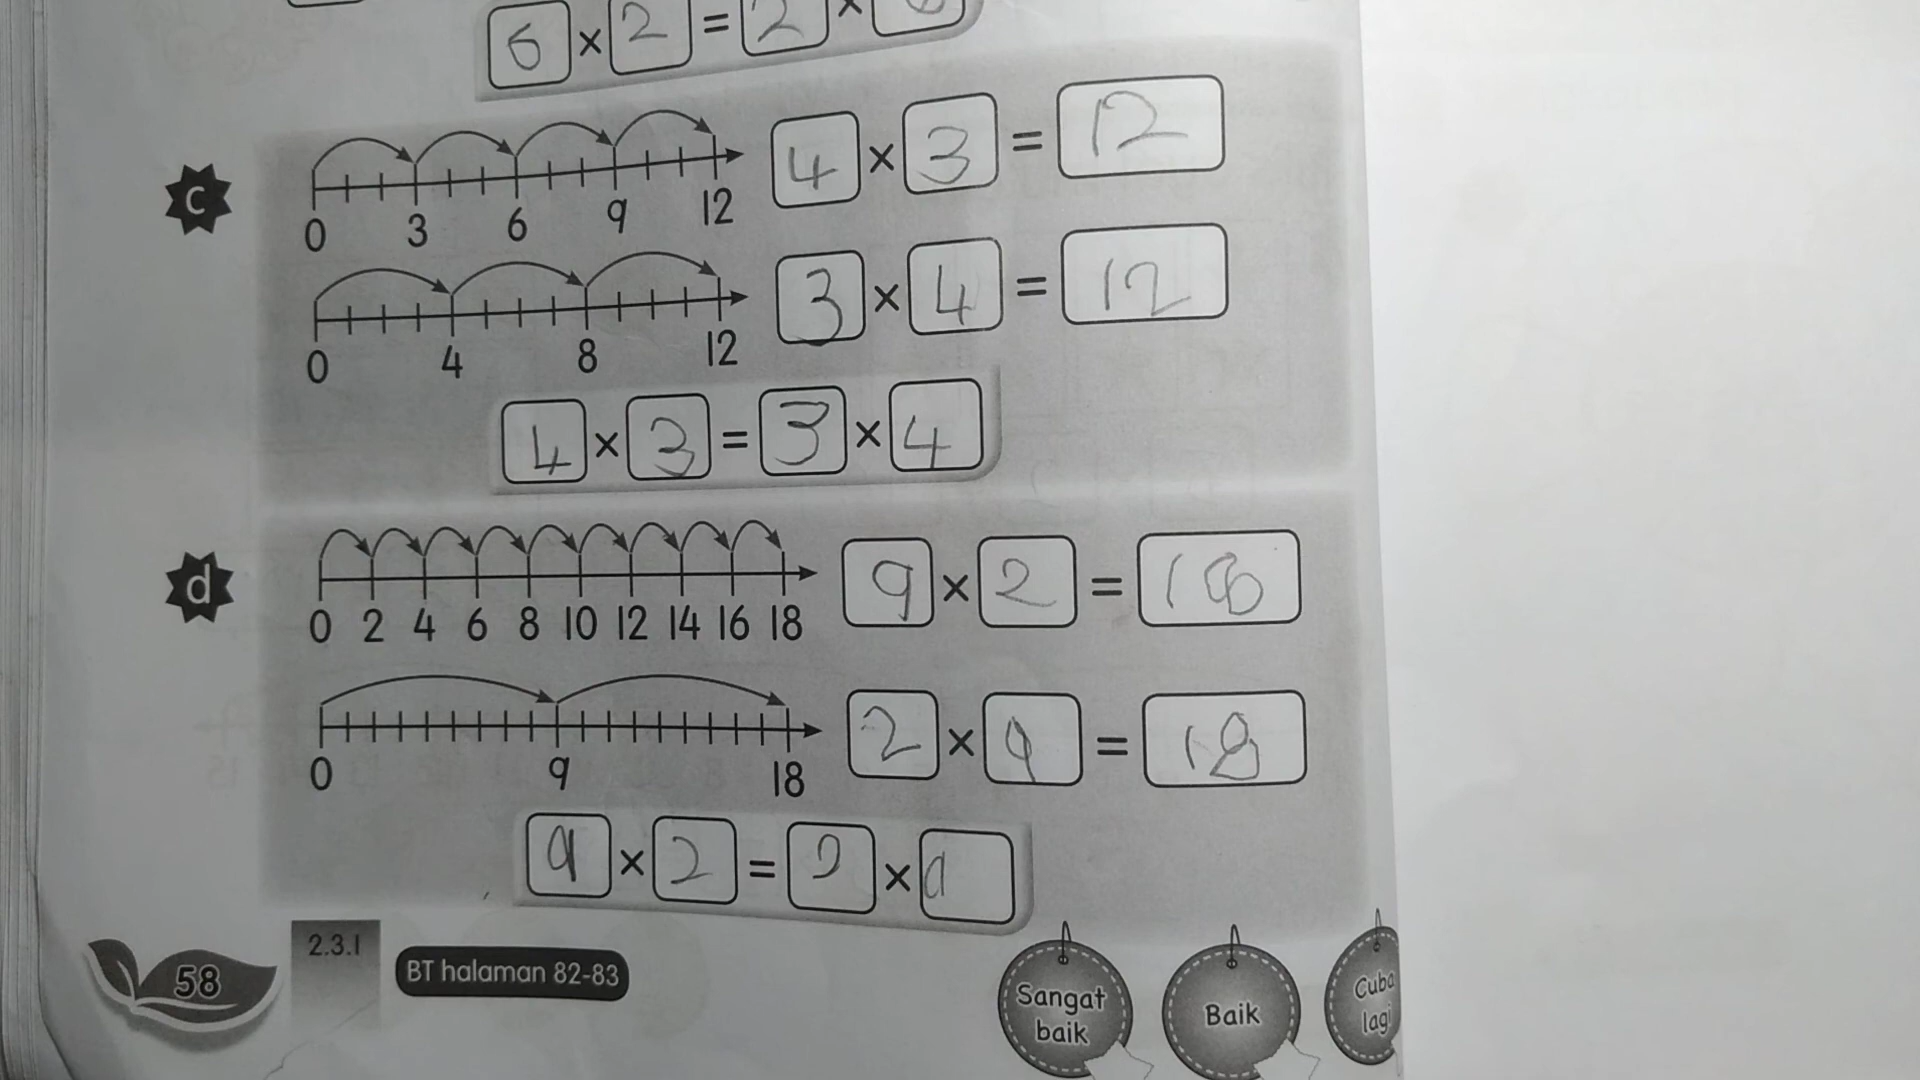 6 × 2 = 2 ×
c
0 3 6 9 12
4 × 3 = 12
0 4 8 12
3 × 4 = 12
4 × 3 = 3 × 4
d
0 2 4 6 8 10 12 14 16 18
9 × 2 = 18
0 9 18
2 × 9 = 18
9 × 2 = 2 ×
58
2.3.1
BT halaman 82-83
Sangat baik
Baik
Cuba lagi